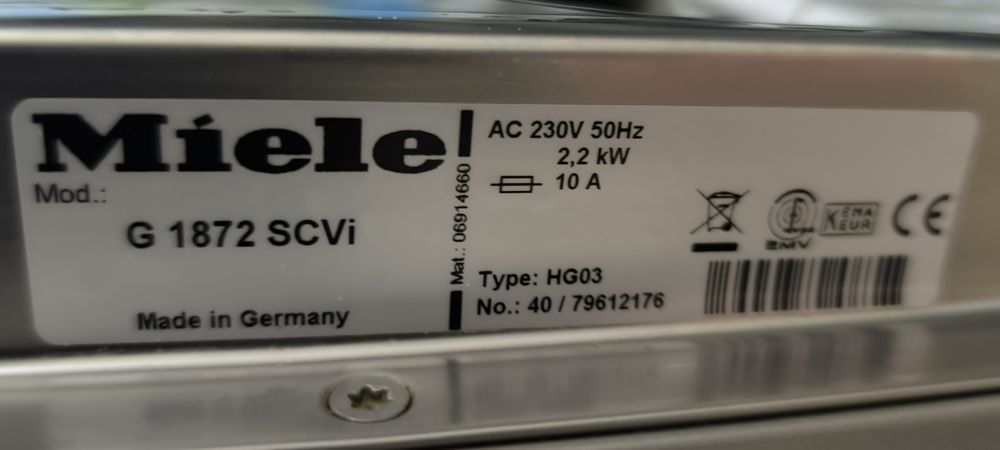 Miele
Mod.:
G 1872 SCVi
Made in Germany
Mat.: 06914660
AC 230V 50Hz
2,2 kW
10 A
Type: HG03
No.: 40 / 79612176
EMV
KEMA
KEUR
CE